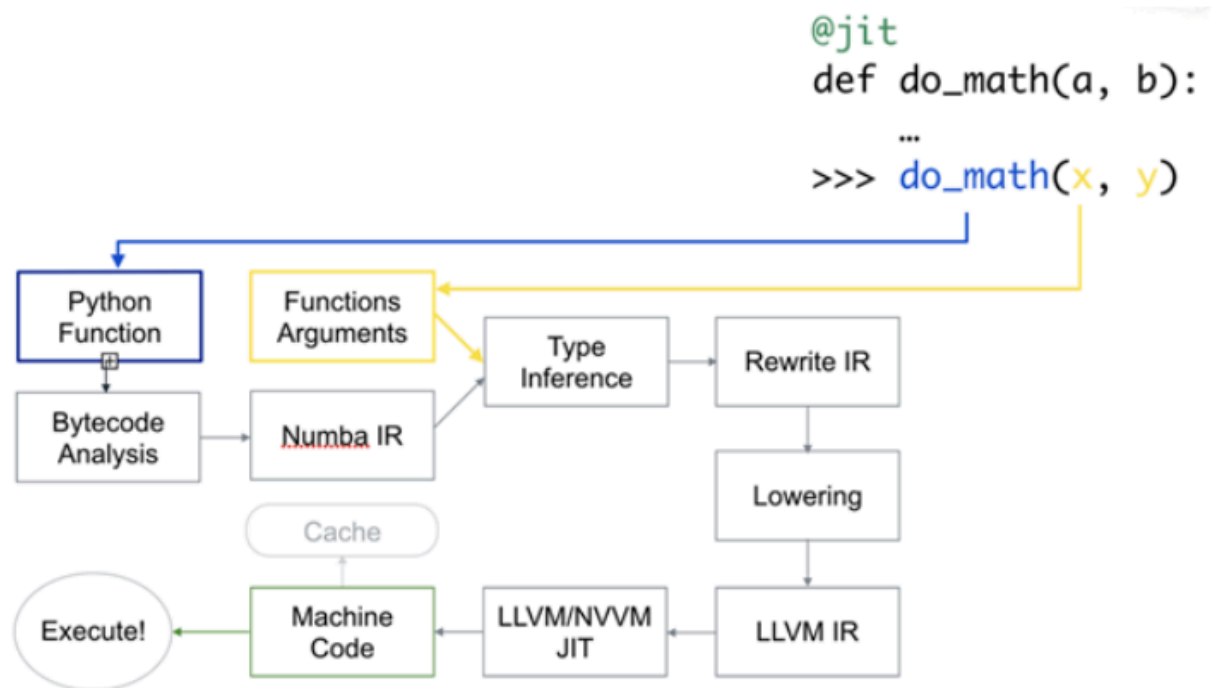 @jit
def do_math(a, b):
…
>>> do_math(x, y)
Python
Function
Functions
Arguments
Type
Inference
Rewrite IR
Bytecode
Analysis
Numba IR
Lowering
Cache
Execute!
Machine
Code
LLVM/NVVM
JIT
LLVM IR